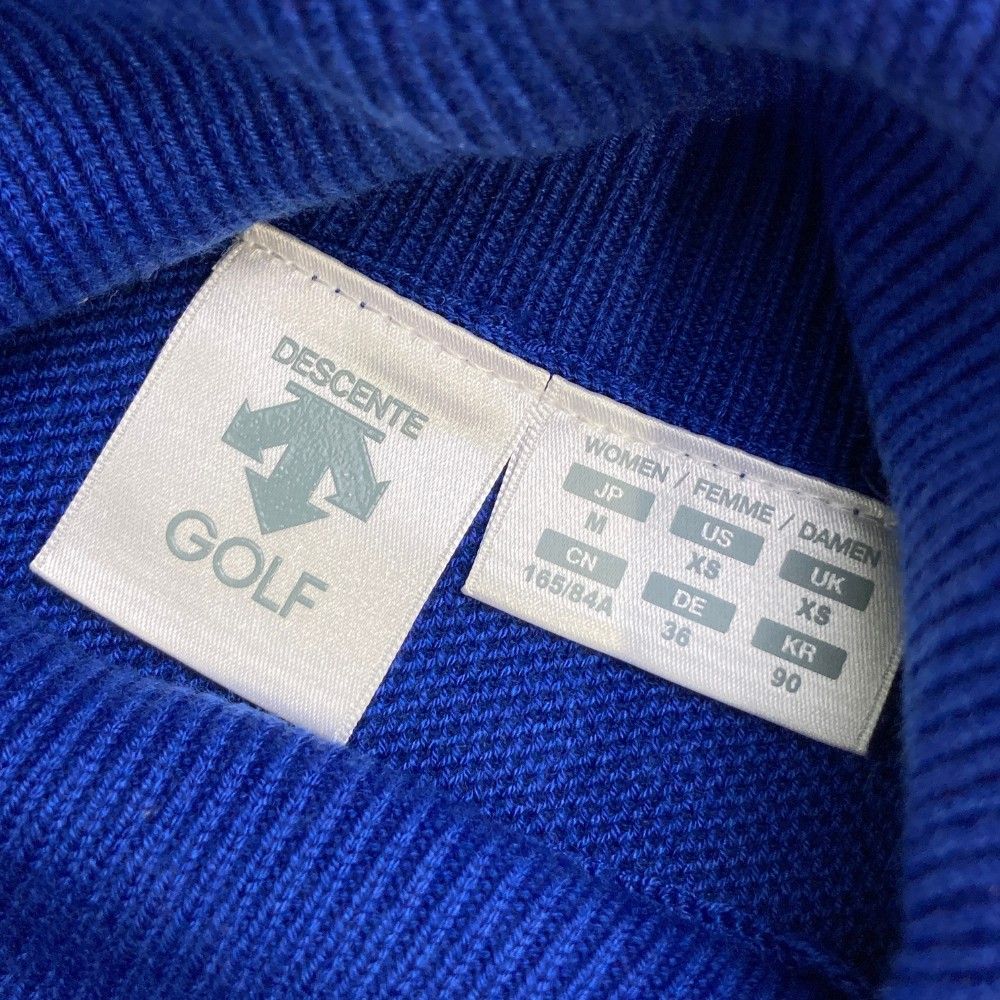 DESCENTE
GOLF
WOMEN / FEMME / DAMEN
JP US UK
M XS XS
CN DE KR
165/84A 36 90